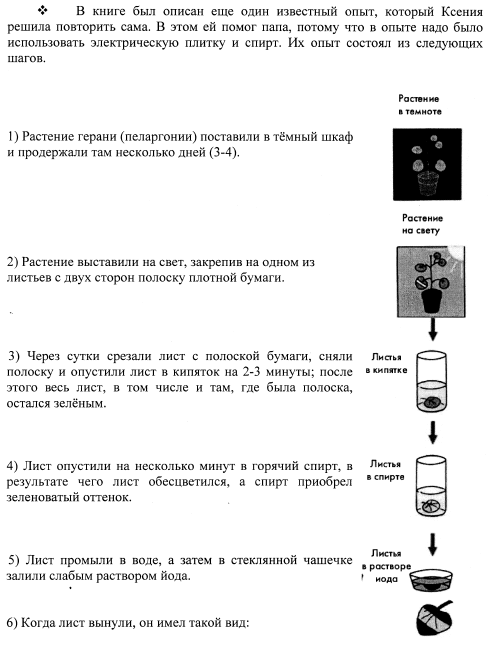 ❖ В книге был описан еще один известный опыт, который Ксения
решила повторить сама. В этом ей помог папа, потому что в опыте надо было
использовать электрическую плитку и спирт. Их опыт состоял из следующих
шагов.
Растение
в темноте
1) Растение герани (пеларгонии) поставили в тёмный шкаф
и продержали там несколько дней (3-4).
Растение
на свету
2) Растение выставили на свет, закрепив на одном из
листьев с двух сторон полоску плотной бумаги.
3) Через сутки срезали лист с полоской бумаги, сняли
полоску и опустили лист в кипяток на 2-3 минуты; после
этого весь лист, в том числе и там, где была полоска,
остался зелёным.
Листья
в кипятке
4) Лист опустили на несколько минут в горячий спирт, в
результате чего лист обесцветился, а спирт приобрел
зеленоватый оттенок.
Листья
в спирте
5) Лист промыли в воде, а затем в стеклянной чашечке
залили слабым раствором йода.
Листья
в растворе
иода
6) Когда лист вынули, он имел такой вид: